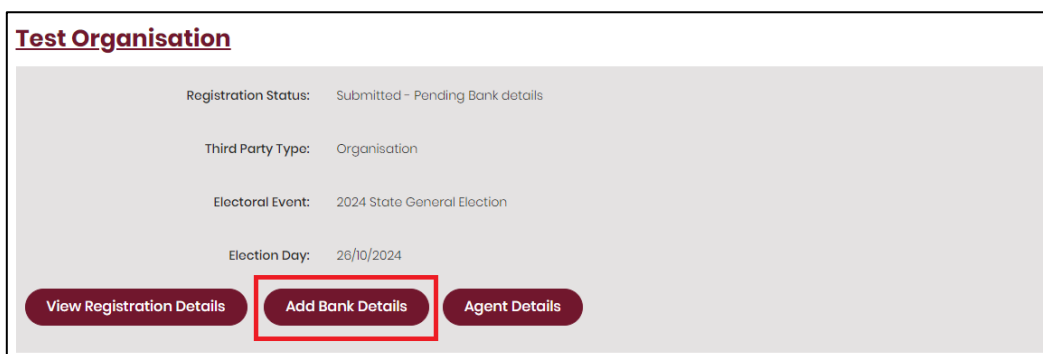 Test Organisation
Registration Status: Submitted - Pending Bank details
Third Party Type: Organisation
Electoral Event: 2024 State General Election
Election Day: 26/10/2024
View Registration Details Add Bank Details Agent Details